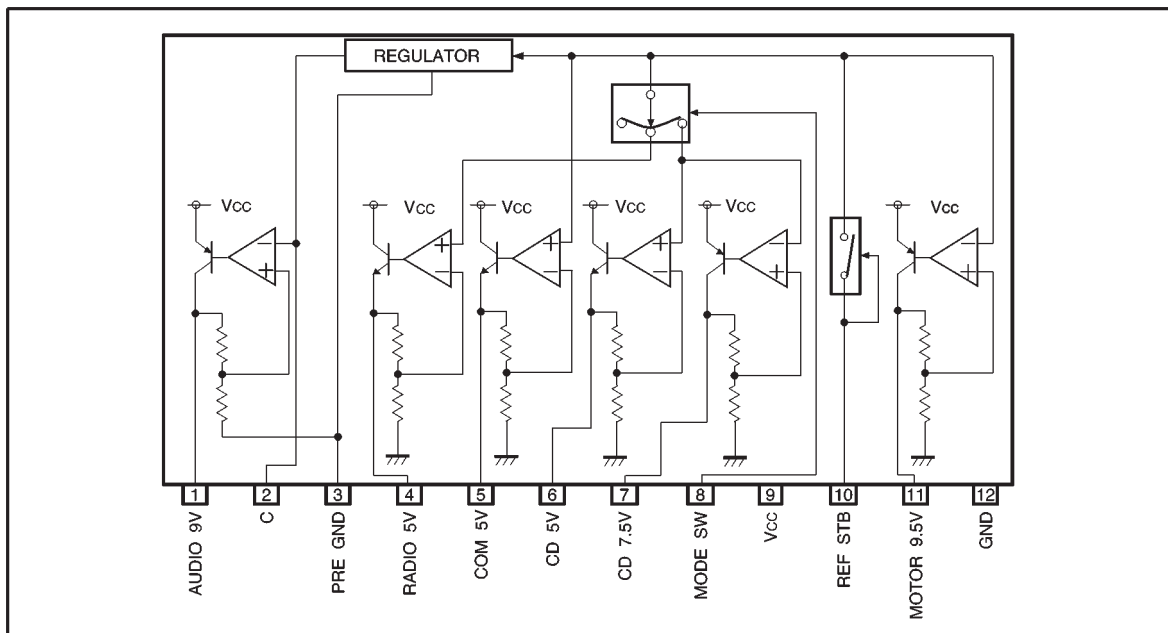 REGULATOR
Vcc
Vcc
Vcc
Vcc
Vcc
Vcc
−
+
+
−
+
−
+
−
−
+
−
+
1
2
3
4
5
6
7
8
9
10
11
12
AUDIO 9V
C
PRE GND
RADIO 5V
COM 5V
CD 5V
CD 7.5V
MODE SW
Vcc
REF STB
MOTOR 9.5V
GND